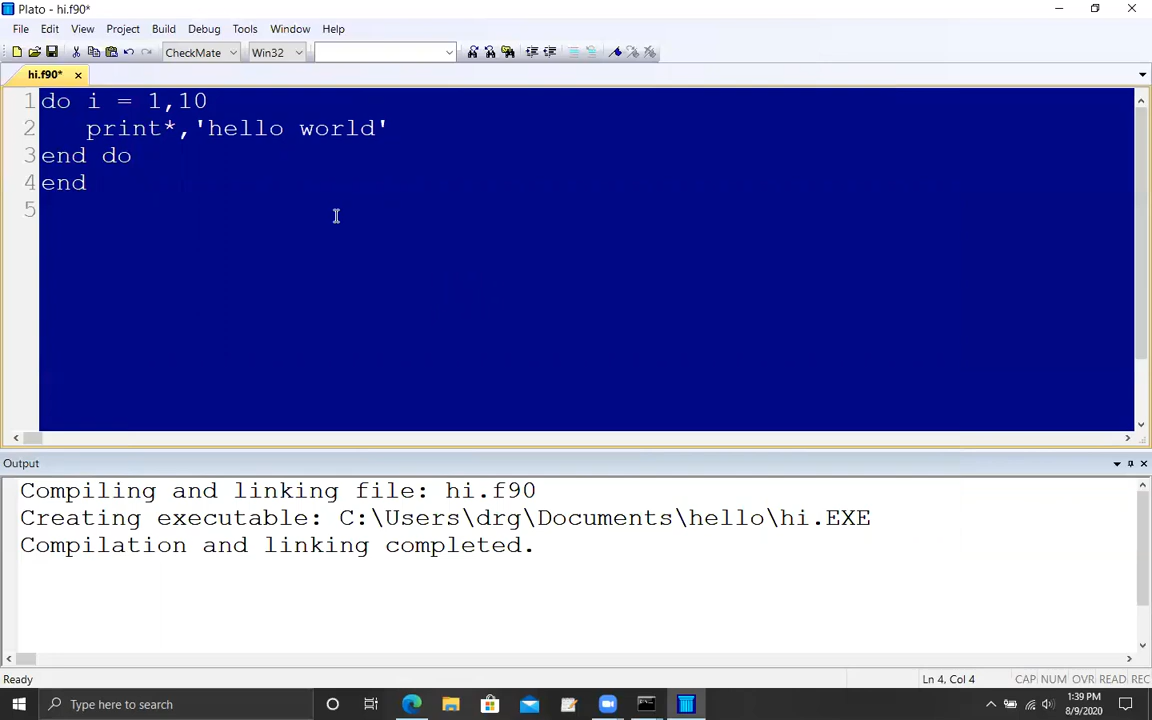 Plato - hi.f90*
File Edit View Project Build Debug Tools Window Help
CheckMate Win32
hi.f90*
1 do i = 1,10
2    print*,'hello world'
3 end do
4 end
5
Output
Compiling and linking file: hi.f90
Creating executable: C:\Users\drg\Documents\hello\hi.EXE
Compilation and linking completed.
Ready Ln 4, Col 4 CAP NUM OVR READ REC
Type here to search
1:39 PM
8/9/2020